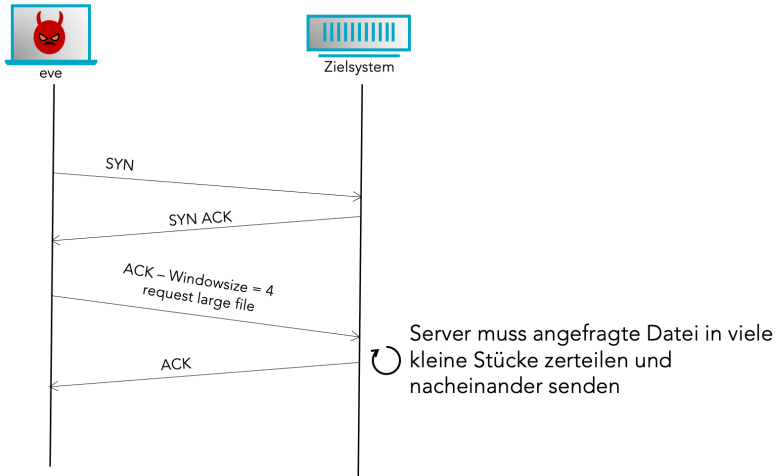 eve
Zielsystem
SYN
SYN ACK
ACK – Windowsize = 4
request large file
Server muss angefragte Datei in viele
kleine Stücke zerteilen und
nacheinander senden
ACK